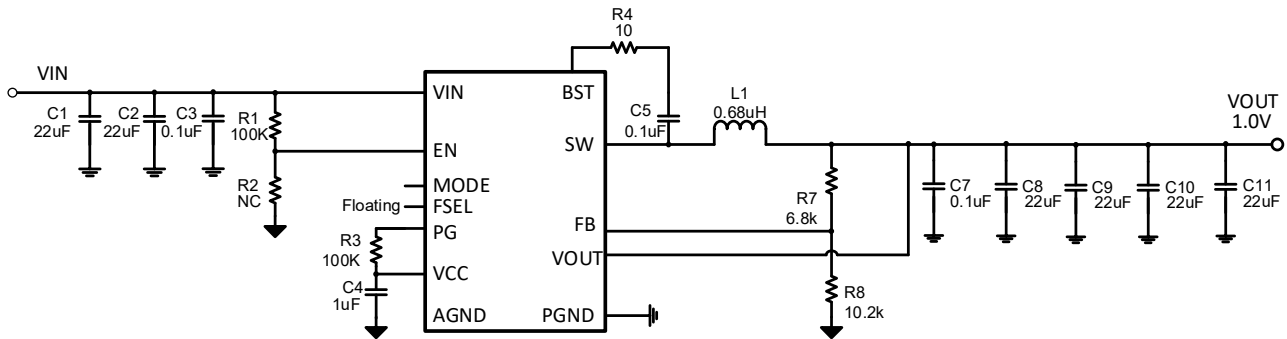 R4
10
VIN
C1
22uF
C2
22uF
C3
0.1uF
R1
100K
R2
NC
Floating
R3
100K
C4
1uF
VIN
EN
MODE
FSEL
PG
VCC
AGND
BST
SW
FB
VOUT
PGND
C5
0.1uF
L1
0.68uH
R7
6.8k
R8
10.2k
C7
0.1uF
C8
22uF
C9
22uF
C10
22uF
C11
22uF
VOUT
1.0V